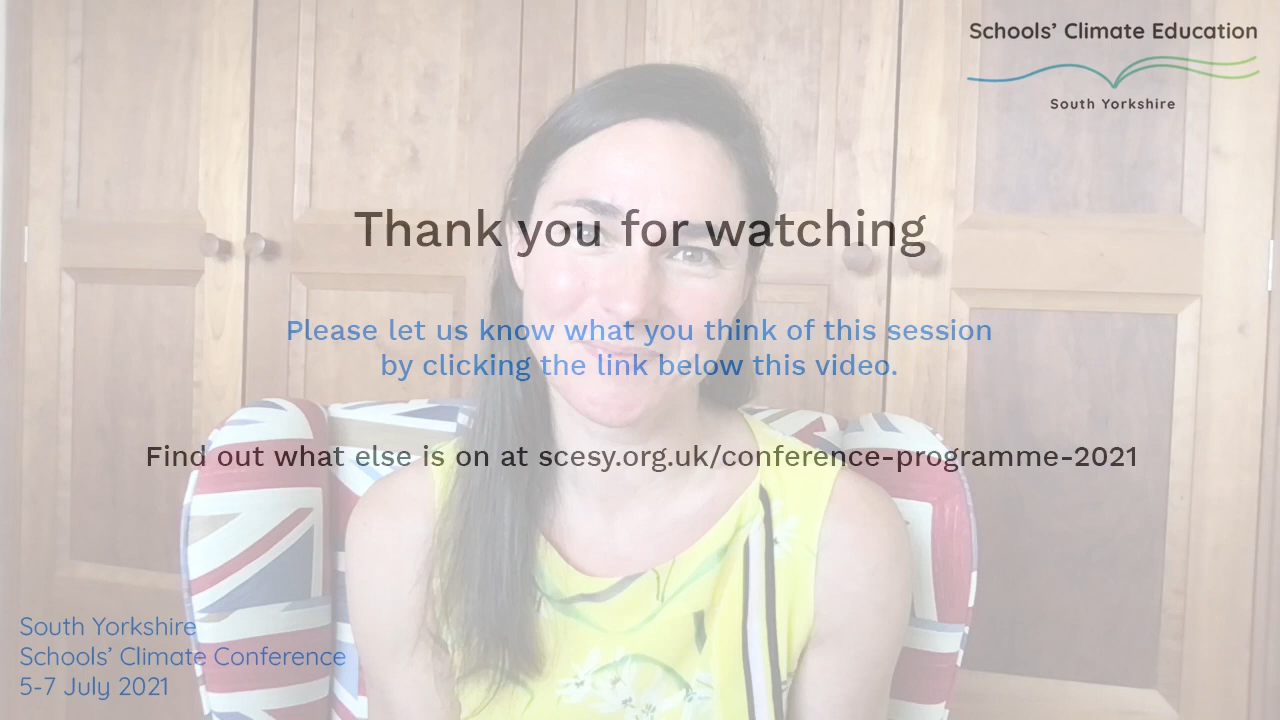 Schools’ Climate Education
South Yorkshire
Thank you for watching
Please let us know what you think of this session
by clicking the link below this video.
Find out what else is on at scesy.org.uk/conference-programme-2021
South Yorkshire
Schools’ Climate Conference
5-7 July 2021